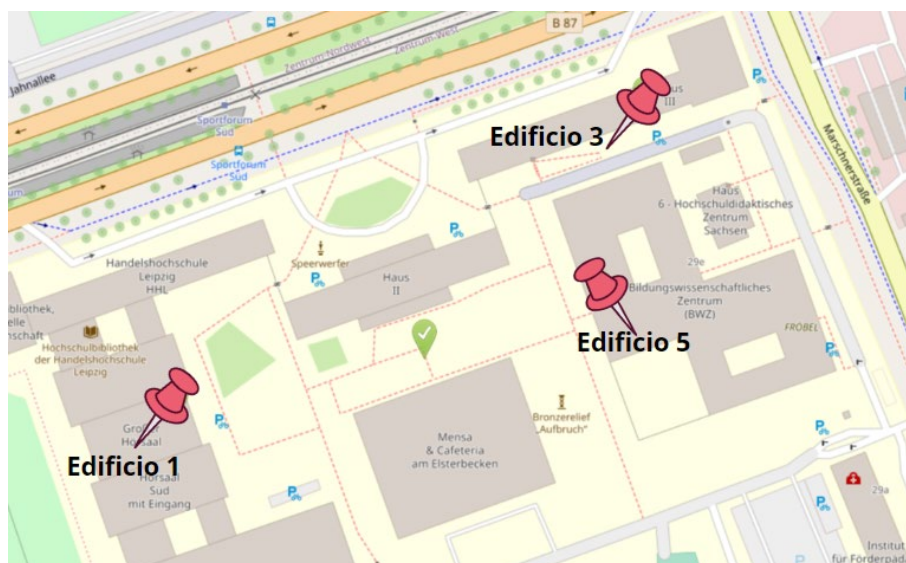 B 87
Jahnallee
Zentrum-Nordwest
Zentrum-West
Sportforum
Süd
Sportforum
Süd
Haus
III
Edificio 3
Marschnerstraße
Haus
6 - Hochschuldidaktisches
Zentrum
Sachsen
29e
Handelshochschule
Leipzig
HHL
Speerwerfer
Haus
II
Bildungswissenschaftliches
Zentrum
(BWZ)
FRÖBEL
Edificio 5
Hochschulbibliothek
der Handelshochschule
Leipzig
Großer
Hörsaal
Edificio 1
Hörsaal
Süd
mit Eingang
Mensa
& Cafeteria
am Elsterbecken
Bronzerelief
„Aufbruch“
29a
Institut
für Förderpäda